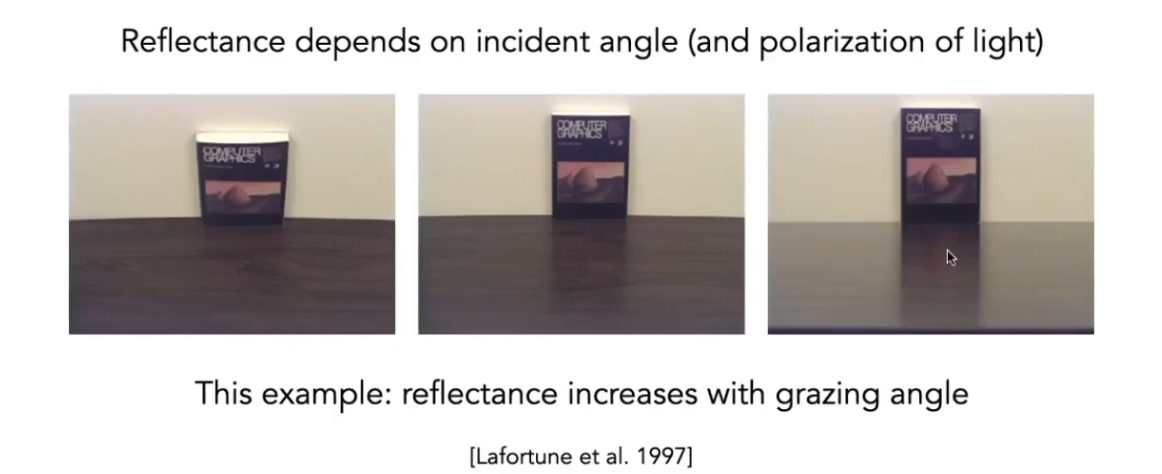 Reflectance depends on incident angle (and polarization of light)
COMPUTER
GRAPHICS
COMPUTER
GRAPHICS
COMPUTER
GRAPHICS
This example: reflectance increases with grazing angle
[Lafortune et al. 1997]